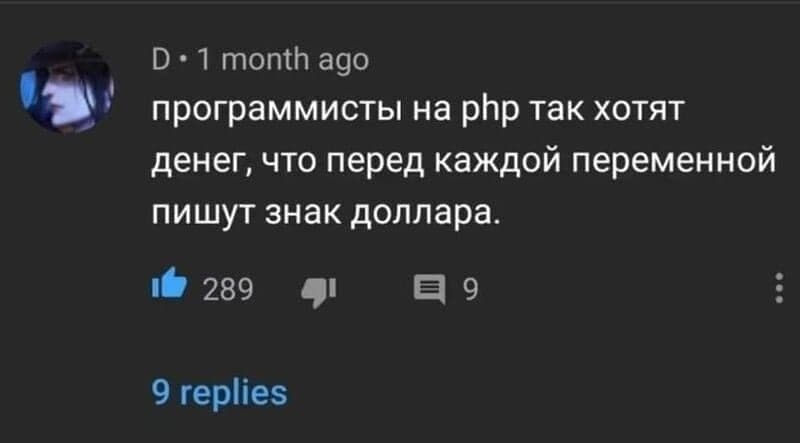 D • 1 month ago
программисты на php так хотят
денег, что перед каждой переменной
пишут знак доллара.
289 9
9 replies